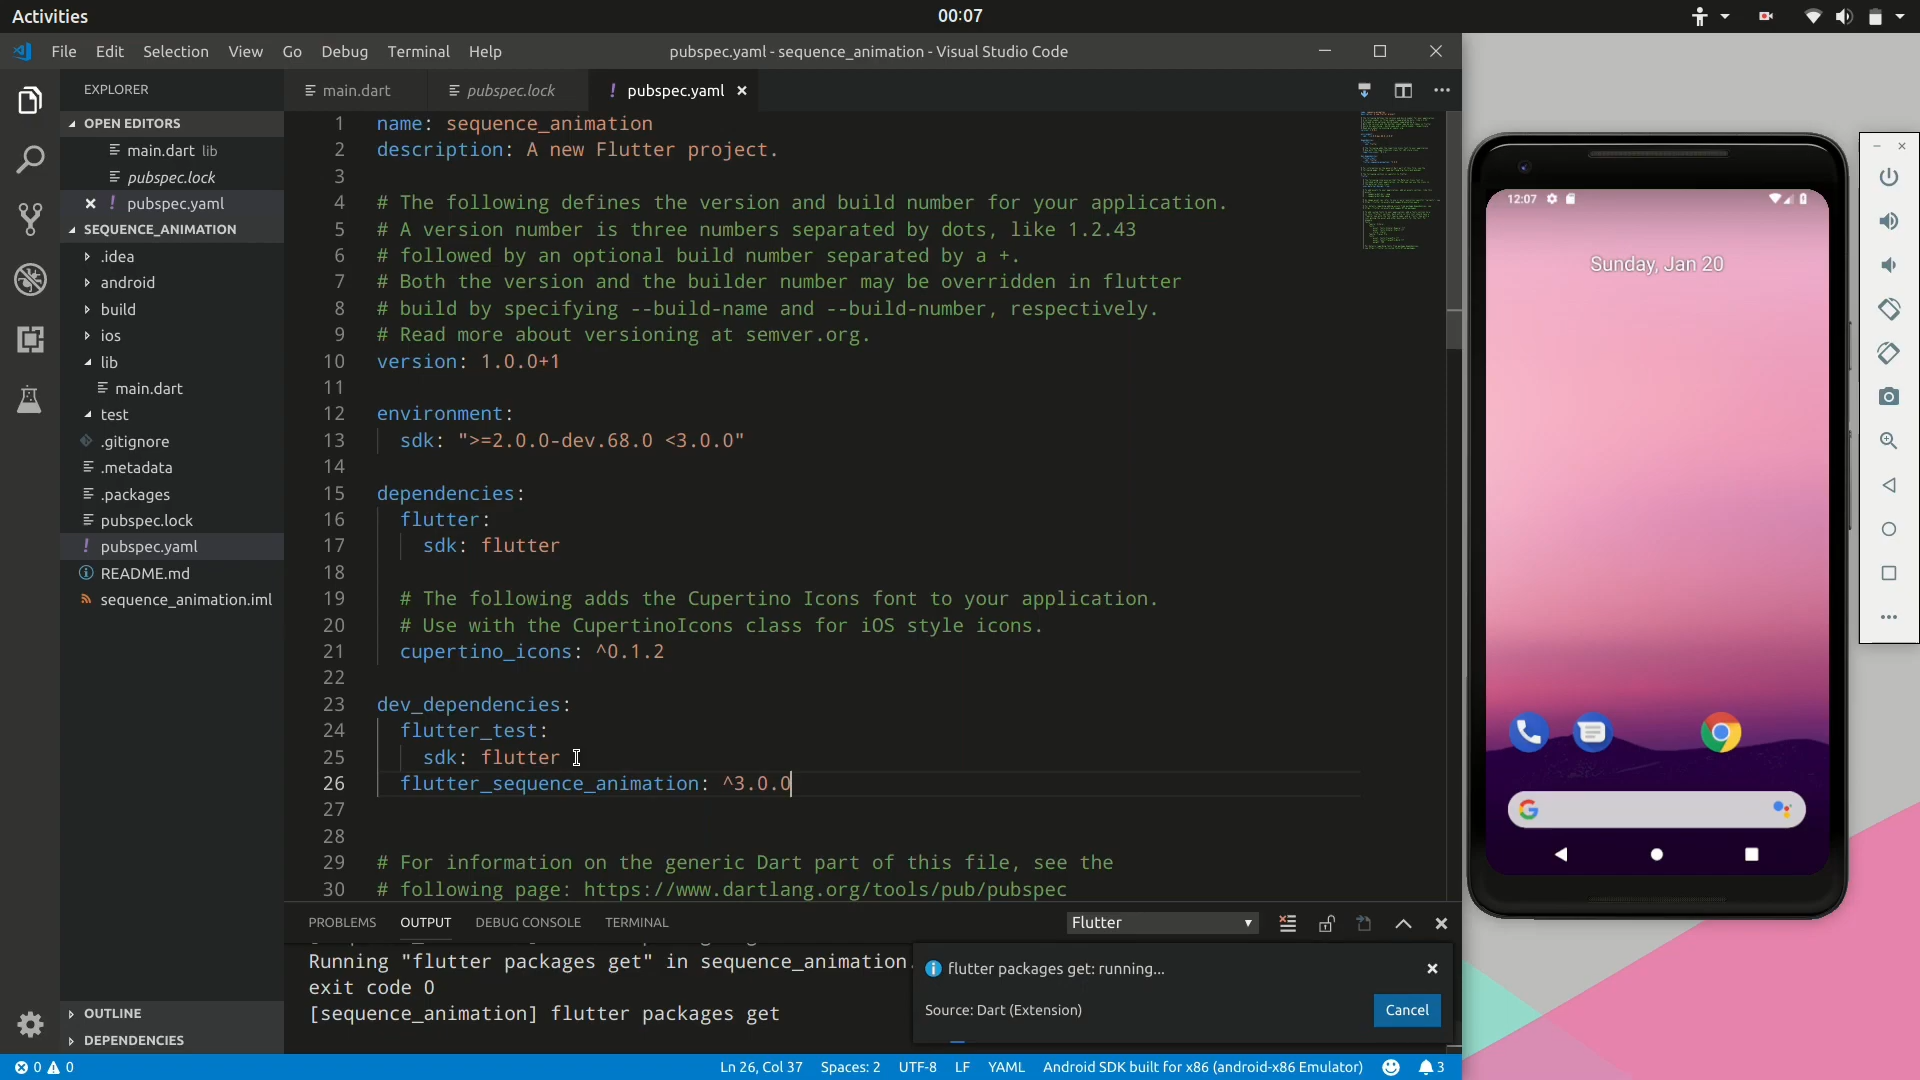 Activities
00:07
File Edit Selection View Go Debug Terminal Help
pubspec.yaml - sequence_animation - Visual Studio Code
EXPLORER
OPEN EDITORS
main.dart lib
pubspec.lock
pubspec.yaml
SEQUENCE_ANIMATION
.idea
android
build
ios
lib
main.dart
test
.gitignore
.metadata
.packages
pubspec.lock
pubspec.yaml
README.md
sequence_animation.iml
OUTLINE
DEPENDENCIES
main.dart
pubspec.lock
pubspec.yaml
1 name: sequence_animation
2 description: A new Flutter project.
3
4 # The following defines the version and build number for your application.
5 # A version number is three numbers separated by dots, like 1.2.43
6 # followed by an optional build number separated by a +.
7 # Both the version and the builder number may be overridden in flutter
8 # build by specifying --build-name and --build-number, respectively.
9 # Read more about versioning at semver.org.
10 version: 1.0.0+1
11
12 environment:
13 sdk: ">=2.0.0-dev.68.0 <3.0.0"
14
15 dependencies:
16 flutter:
17 sdk: flutter
18
19 # The following adds the Cupertino Icons font to your application.
20 # Use with the CupertinoIcons class for iOS style icons.
21 cupertino_icons: ^0.1.2
22
23 dev_dependencies:
24 flutter_test:
25 sdk: flutter
26 flutter_sequence_animation: ^3.0.0
27
28
29 # For information on the generic Dart part of this file, see the
30 # following page: https://www.dartlang.org/tools/pub/pubspec
PROBLEMS OUTPUT DEBUG CONSOLE TERMINAL
Flutter
Running "flutter packages get" in sequence_animation.
exit code 0
[sequence_animation] flutter packages get
flutter packages get: running...
Source: Dart (Extension)
Cancel
0 0
Ln 26, Col 37 Spaces: 2 UTF-8 LF YAML Android SDK built for x86 (android-x86 Emulator) 3
12:07
Sunday, Jan 20